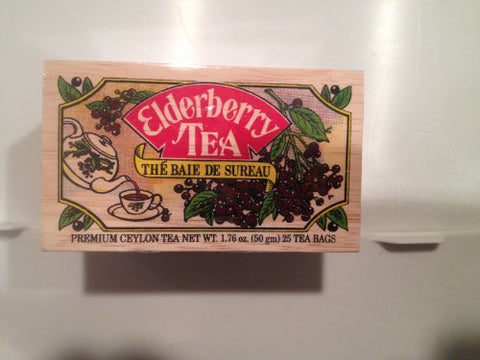 Elderberry
TEA
THÉ BAIE DE SUREAU
PREMIUM CEYLON TEA NET WT. 1.76 oz. (50 gm) 25 TEA BAGS